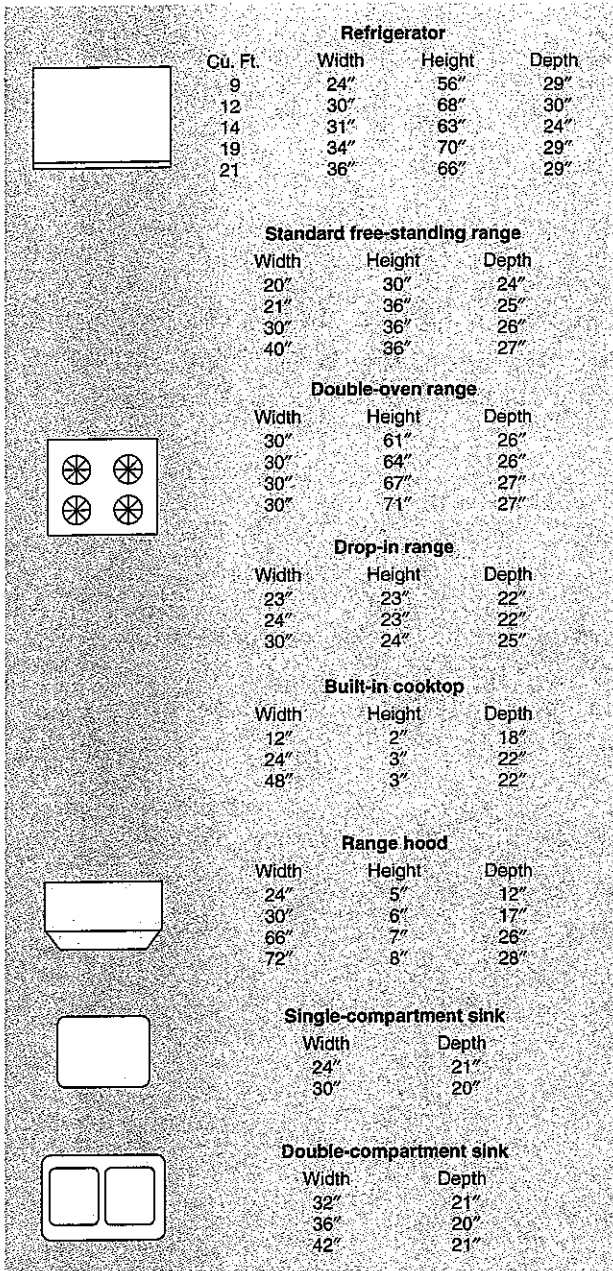 Refrigerator
Cu. Ft. Width Height Depth
9 24″ 56″ 29″
12 30″ 68″ 30″
14 31″ 63″ 24″
19 34″ 70″ 29″
21 36″ 66″ 29″
Standard free-standing range
Width Height Depth
20″ 30″ 24″
21″ 36″ 25″
30″ 36″ 26″
40″ 36″ 27″
Double-oven range
Width Height Depth
30″ 61″ 26″
30″ 64″ 26″
30″ 67″ 27″
30″ 71″ 27″
Drop-in range
Width Height Depth
23″ 23″ 22″
24″ 23″ 22″
30″ 24″ 25″
Built-in cooktop
Width Height Depth
12″ 2″ 18″
24″ 3″ 22″
48″ 3″ 22″
Range hood
Width Height Depth
24″ 5″ 12″
30″ 6″ 17″
66″ 7″ 26″
72″ 8″ 28″
Single-compartment sink
Width Depth
24″ 21″
30″ 20″
Double-compartment sink
Width Depth
32″ 21″
36″ 20″
42″ 21″